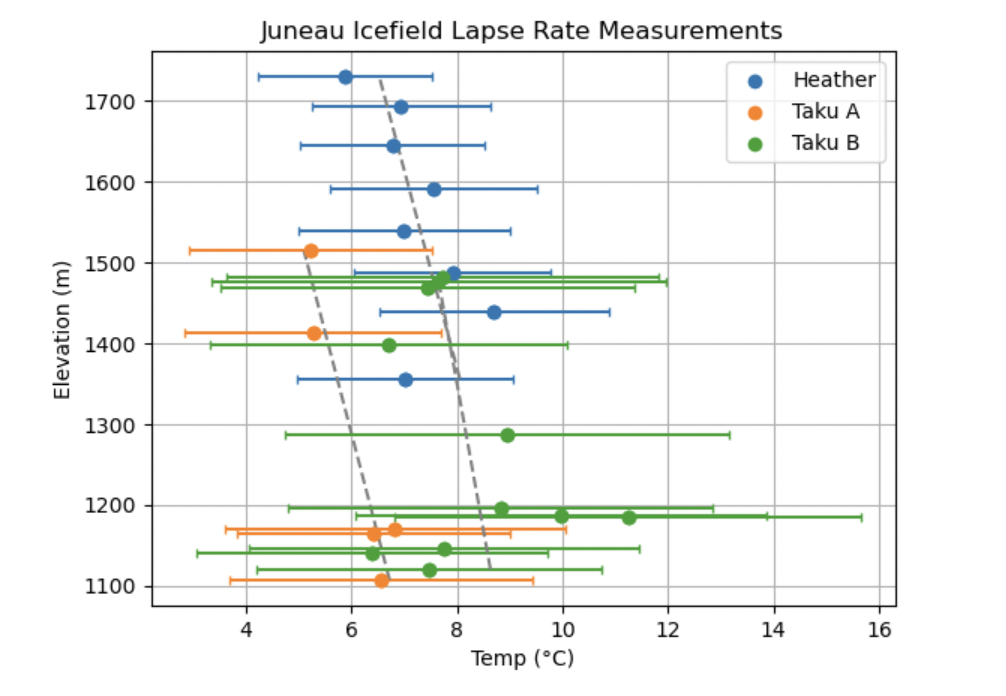 Juneau Icefield Lapse Rate Measurements
Heather
Taku A
Taku B
Elevation (m)
1700
1600
1500
1400
1300
1200
1100
4 6 8 10 12 14 16
Temp (°C)